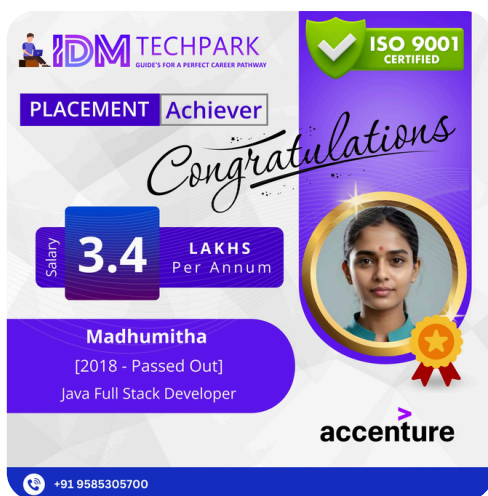 IDM TECHPARK
GUIDE'S FOR A PERFECT CAREER PATHWAY
ISO 9001
CERTIFIED
PLACEMENT Achiever
Congratulations
Salary
3.4
LAKHS
Per Annum
Madhumitha
[2018 - Passed Out]
Java Full Stack Developer
accenture
+91 9585305700